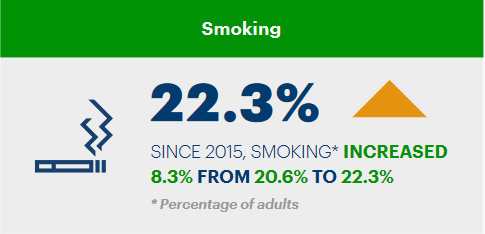 Smoking
22.3%
SINCE 2015, SMOKING* INCREASED
8.3% FROM 20.6% TO 22.3%
* Percentage of adults